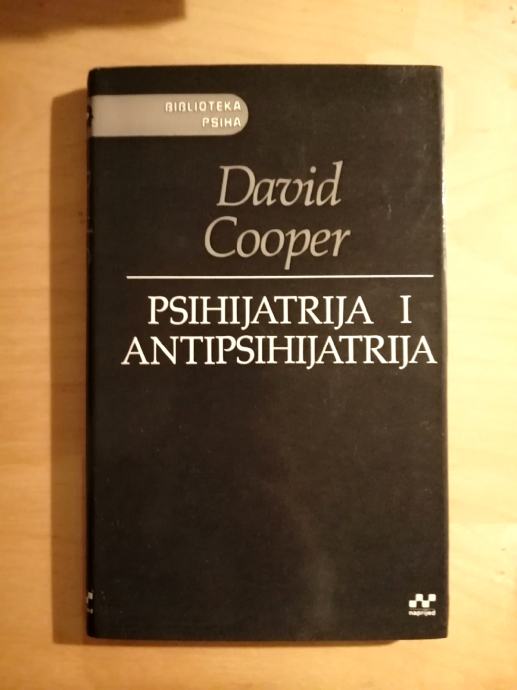 BIBLIOTEKA
PSIHA
David
Cooper
PSIHIJATRIJA I
ANTIPSIHIJATRIJA
naprijed